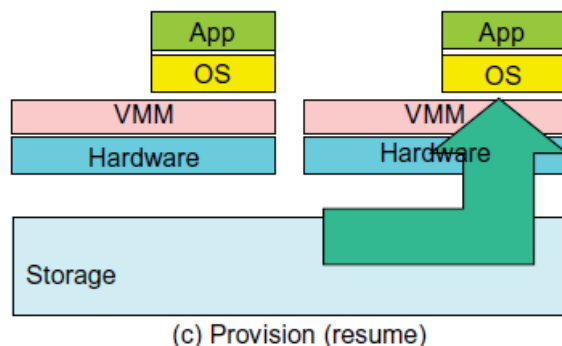 App
OS
VMM
Hardware
App
OS
VMM
Hardware
Storage
(c) Provision (resume)